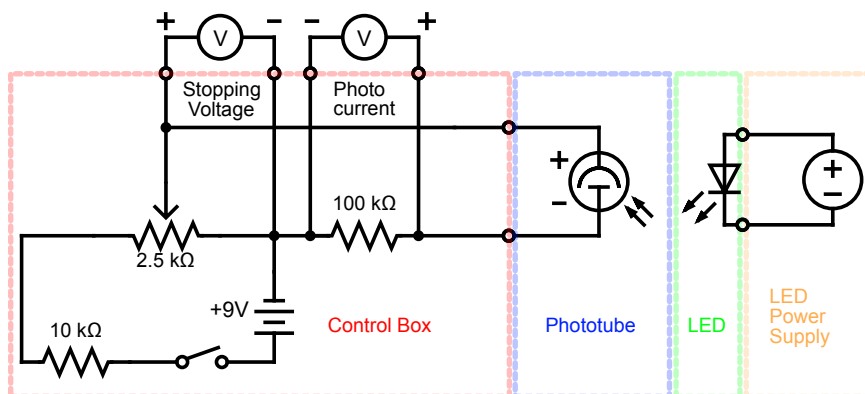 + - - +
V V
Stopping
Voltage
Photo
current
+
-
100 kΩ
2.5 kΩ
+
-
+9V
10 kΩ
Control Box
Phototube
LED
LED
Power
Supply